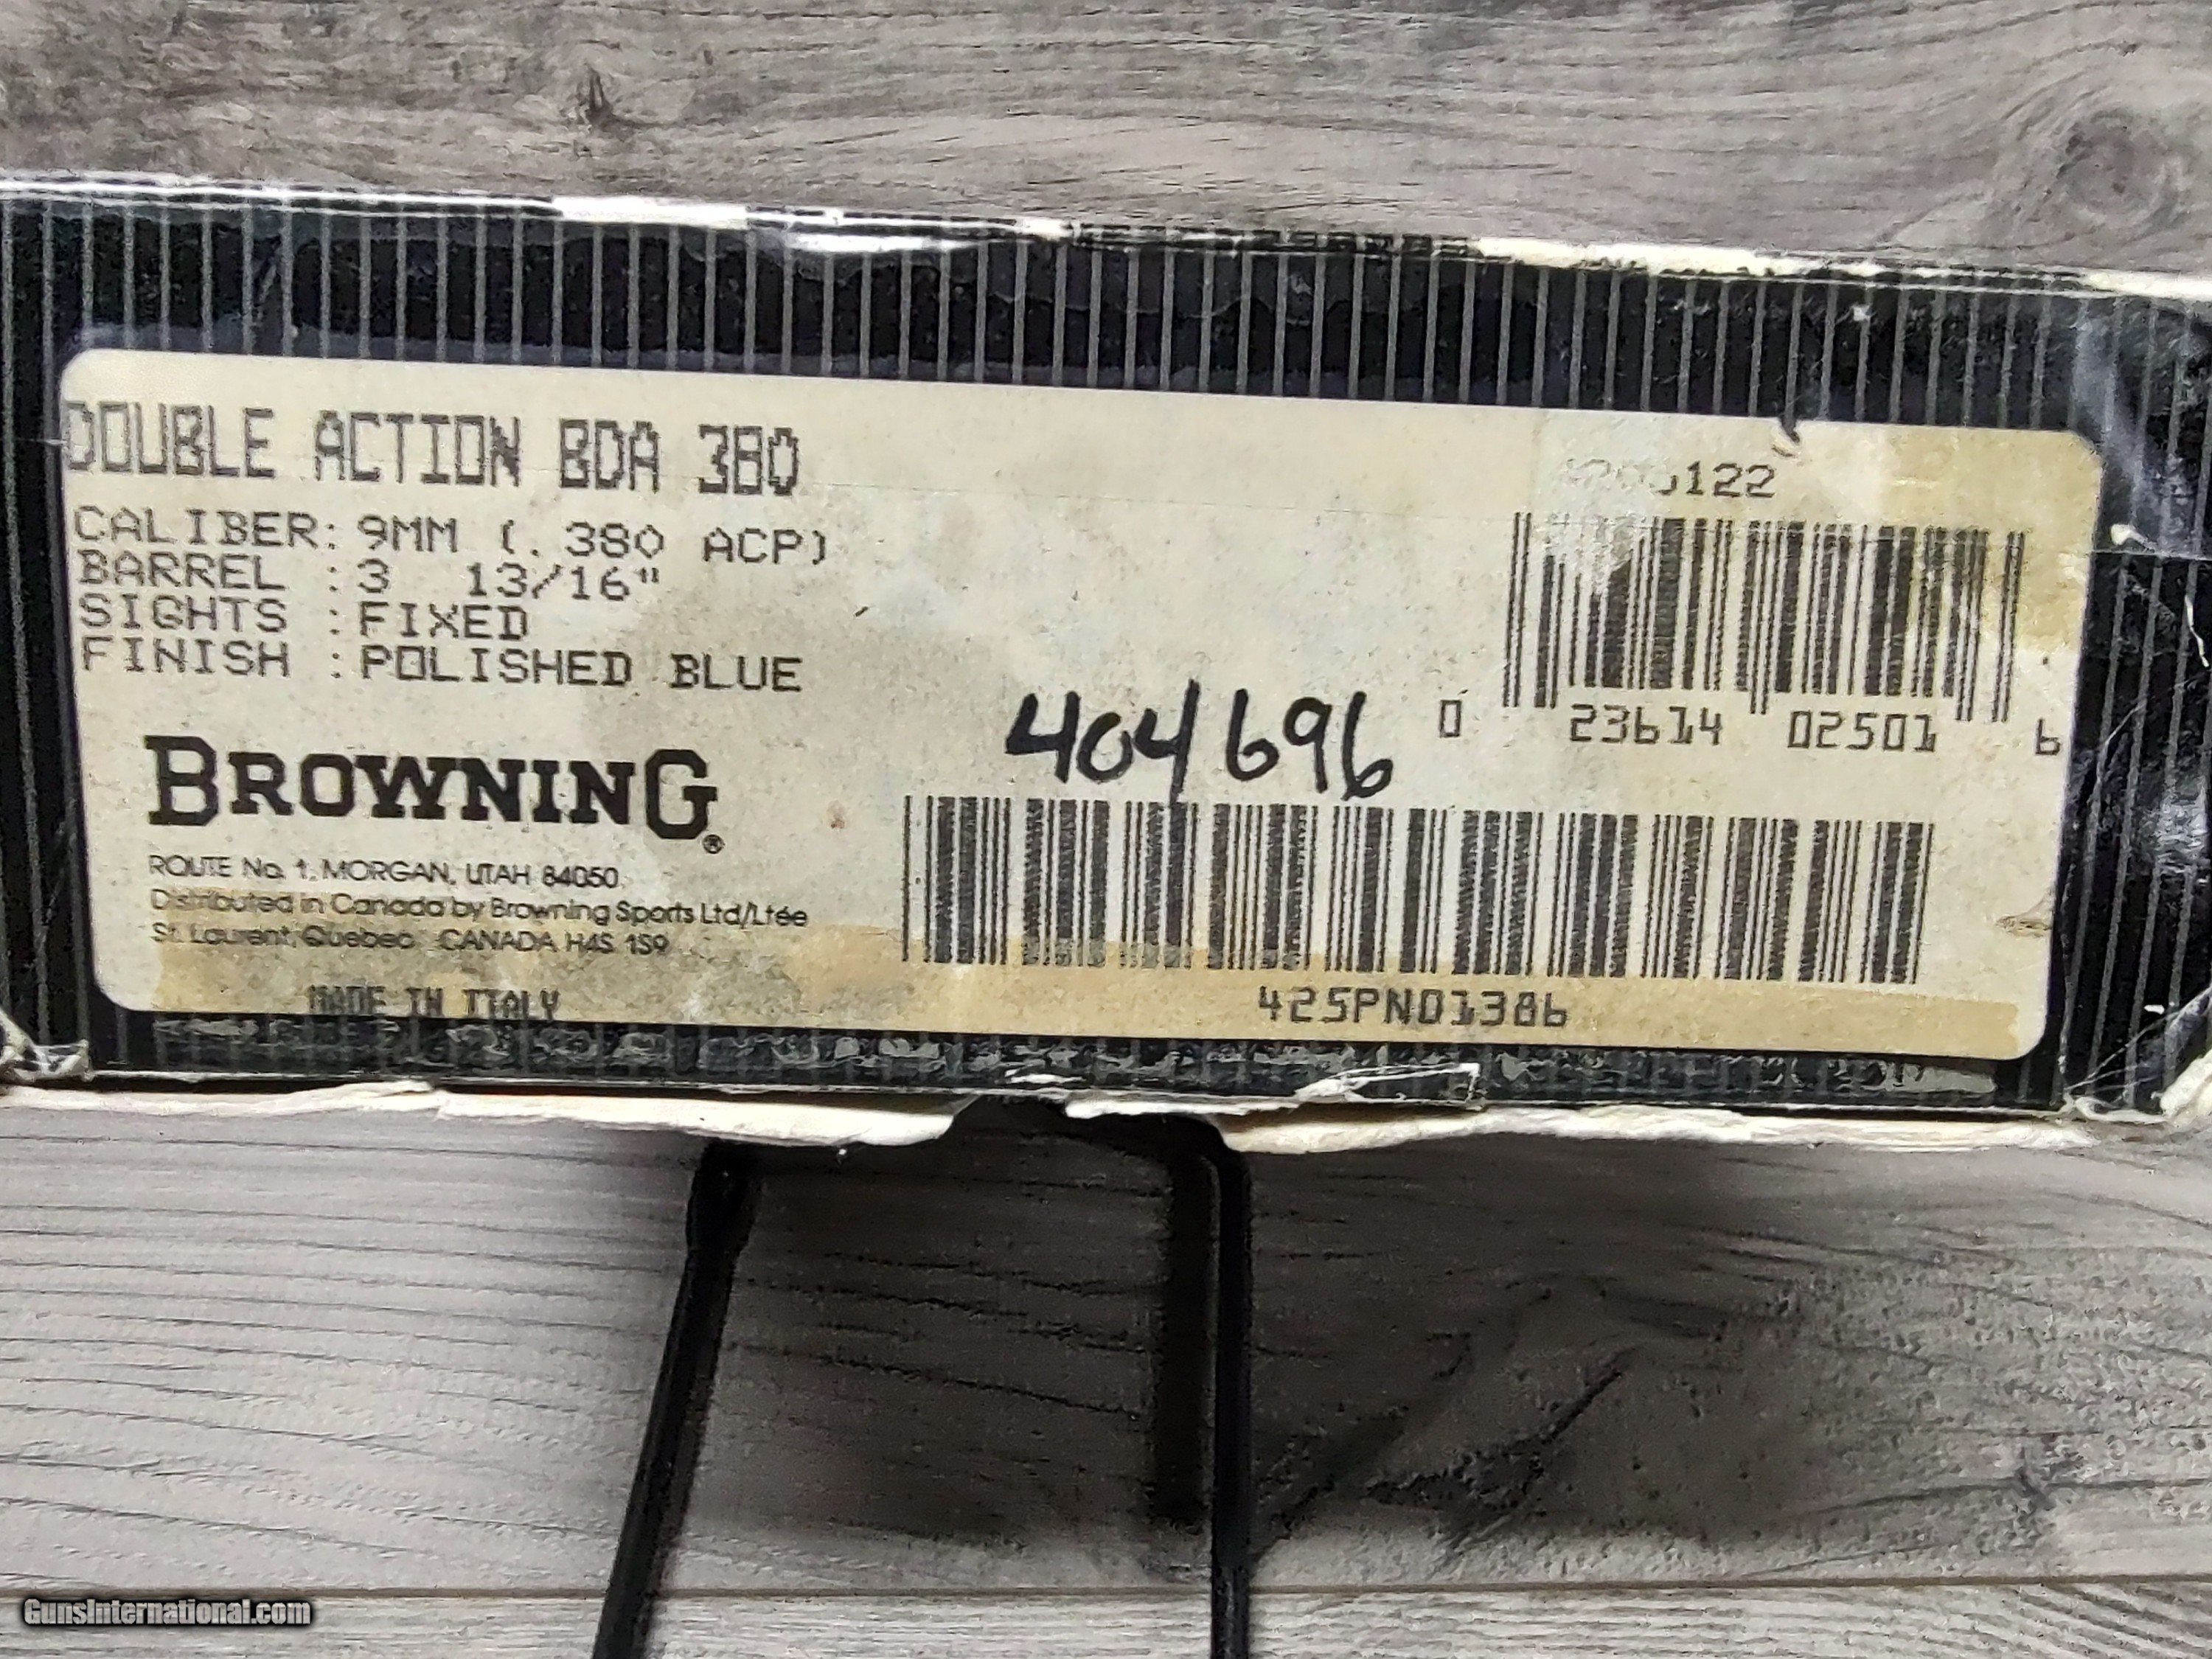 DOUBLE ACTION BDA 380
CALIBER: 9MM (.380 ACP)
BARREL : 3 13/16"
SIGHTS : FIXED
FINISH : POLISHED BLUE
BROWNING®
ROUTE No. 1, MORGAN, UTAH 84050
Distributed in Canada by Browning Sports Ltd/Ltée
St. Laurent, Quebec CANADA H4S 1S9
MADE IN ITALY
0 23614 02501 6
404696
425PN01386
GunsInternational.com